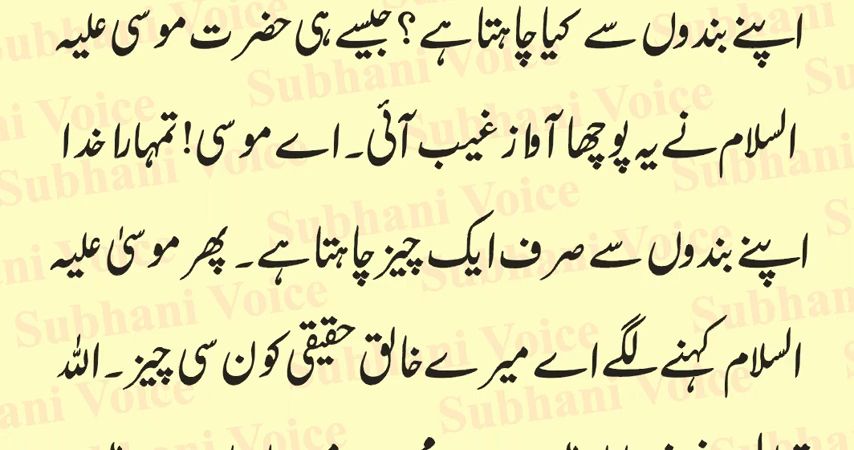 اپنے بندوں سے کیا چاہتا ہے؟ جیسے ہی حضرت موسی علیہ
السلام نے یہ پوچھا آواز غیب آئی۔ اے موسی! تمہارا خدا
اپنے بندوں سے صرف ایک چیز چاہتا ہے۔ پھر موسیٰ علیہ
السلام کہنے لگے اے میرے خالق حقیقی کون سی چیز۔ اللہ
Subhani Voice